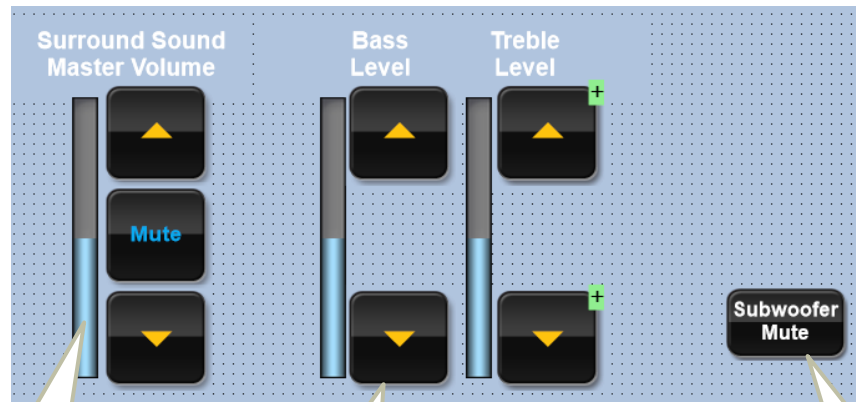 Surround Sound
Master Volume
Bass
Level
Treble
Level
+
Mute
+
Subwoofer
Mute